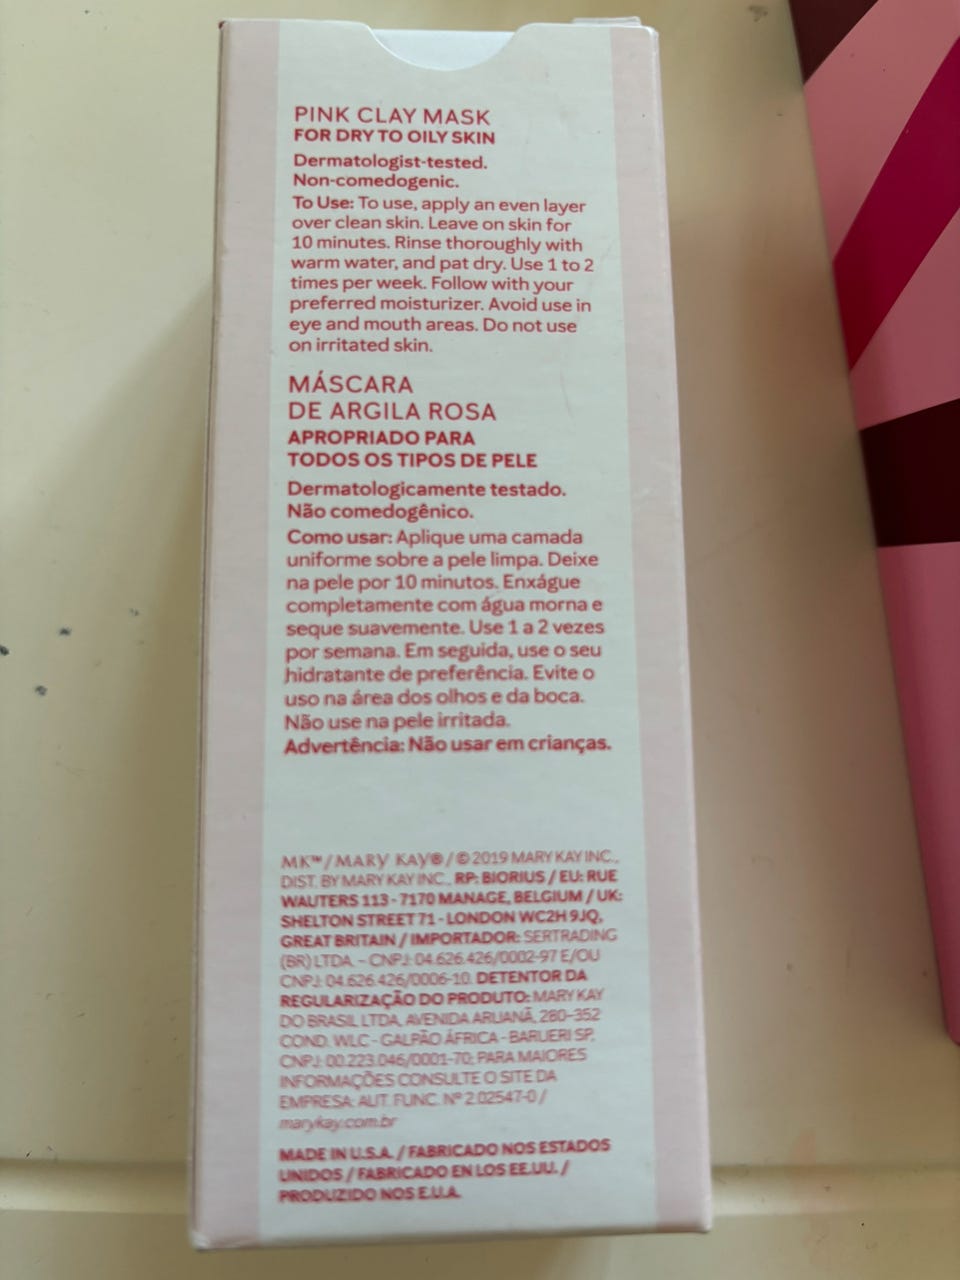 PINK CLAY MASK
FOR DRY TO OILY SKIN
Dermatologist-tested.
Non-comedogenic.
To Use: To use, apply an even layer
over clean skin. Leave on skin for
10 minutes. Rinse thoroughly with
warm water, and pat dry. Use 1 to 2
times per week. Follow with your
preferred moisturizer. Avoid use in
eye and mouth areas. Do not use
on irritated skin.
MÁSCARA
DE ARGILA ROSA
APROPRIADO PARA
TODOS OS TIPOS DE PELE
Dermatologicamente testado.
Não comedogênico.
Como usar: Aplique uma camada
uniforme sobre a pele limpa. Deixe
na pele por 10 minutos. Enxágue
completamente com água morna e
seque suavemente. Use 1 a 2 vezes
por semana. Em seguida, use o seu
hidratante de preferência. Evite o
uso na área dos olhos e da boca.
Não use na pele irritada.
Advertência: Não usar em crianças.
MK™/MARY KAY®/©2019 MARY KAY INC.,
DIST. BY MARY KAY INC., RP: BIORIUS / EU: RUE
WAUTERS 113 - 7170 MANAGE, BELGIUM / UK:
SHELTON STREET 71 - LONDON WC2H 9JQ,
GREAT BRITAIN / IMPORTADOR: SERTRADING
(BR) LTDA. - CNPJ: 04.626.426/0002-97 E/OU
CNPJ: 04.626.426/0006-10. DETENTOR DA
REGULARIZAÇÃO DO PRODUTO: MARY KAY
DO BRASIL LTDA, AVENIDA ARUANÃ, 280-352
COND. WLC - GALPÃO ÁFRICA - BARUERI SP.
CNPJ: 00.223.046/0001-70; PARA MAIORES
INFORMAÇÕES CONSULTE O SITE DA
EMPRESA: AUT. FUNC. Nº 2.02547-0 /
marykay.com.br
MADE IN U.S.A. / FABRICADO NOS ESTADOS
UNIDOS / FABRICADO EN LOS EE.UU. /
PRODUZIDO NOS E.U.A.